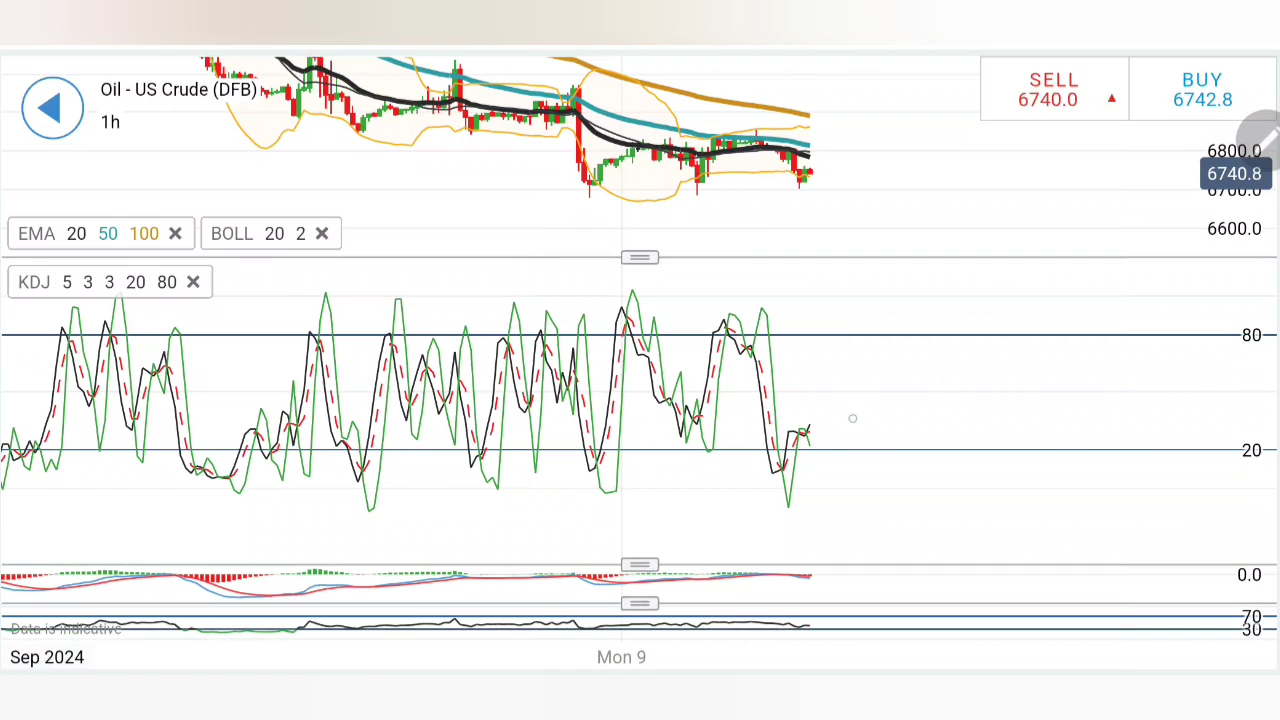 Oil - US Crude (DFB)
1h
SELL
6740.0
BUY
6742.8
6800.0
6740.8
6700.0
6600.0
EMA 20 50 100
BOLL 20 2
KDJ 5 3 3 20 80
80
20
0.0
70
30
Data is indicative
Sep 2024
Mon 9